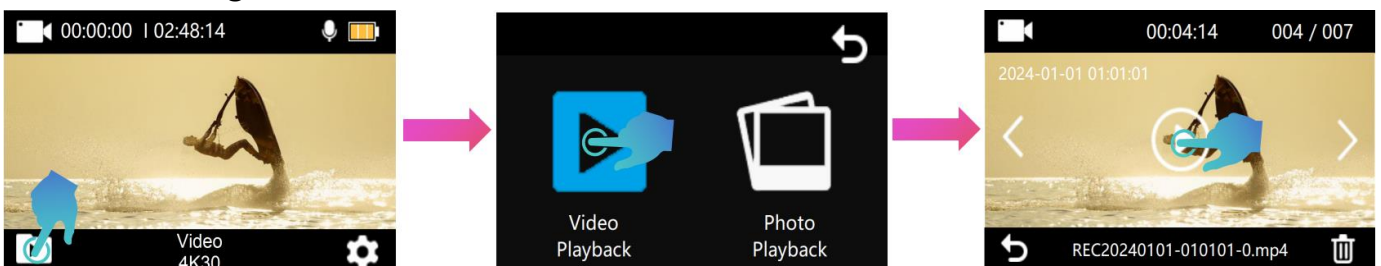 00:00:00 I 02:48:14
Video
4K30
Video
Playback
Photo
Playback
00:04:14 004 / 007
2024-01-01 01:01:01
REC20240101-010101-0.mp4